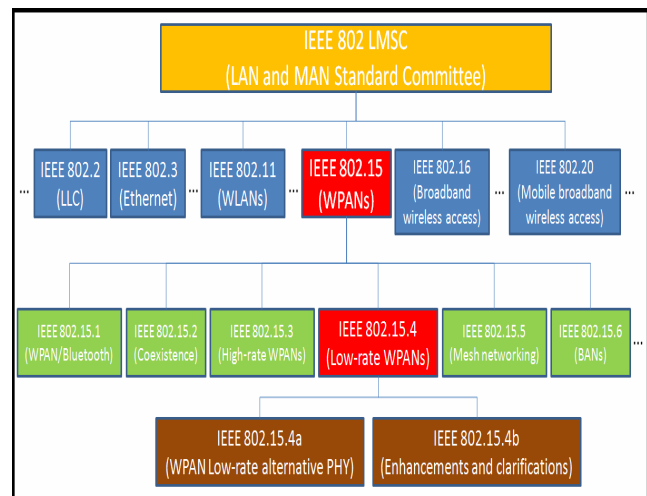 IEEE 802 LMSC
(LAN and MAN Standard Committee)
...
IEEE 802.2
(LLC)
IEEE 802.3
(Ethernet)
...
IEEE 802.11
(WLANs)
...
IEEE 802.15
(WPANs)
IEEE 802.16
(Broadband
wireless access)
...
IEEE 802.20
(Mobile broadband
wireless access)
...
IEEE 802.15.1
(WPAN/Bluetooth)
IEEE 802.15.2
(Coexistence)
IEEE 802.15.3
(High-rate WPANs)
IEEE 802.15.4
(Low-rate WPANs)
IEEE 802.15.5
(Mesh networking)
IEEE 802.15.6
(BANs)
...
IEEE 802.15.4a
(WPAN Low-rate alternative PHY)
IEEE 802.15.4b
(Enhancements and clarifications)